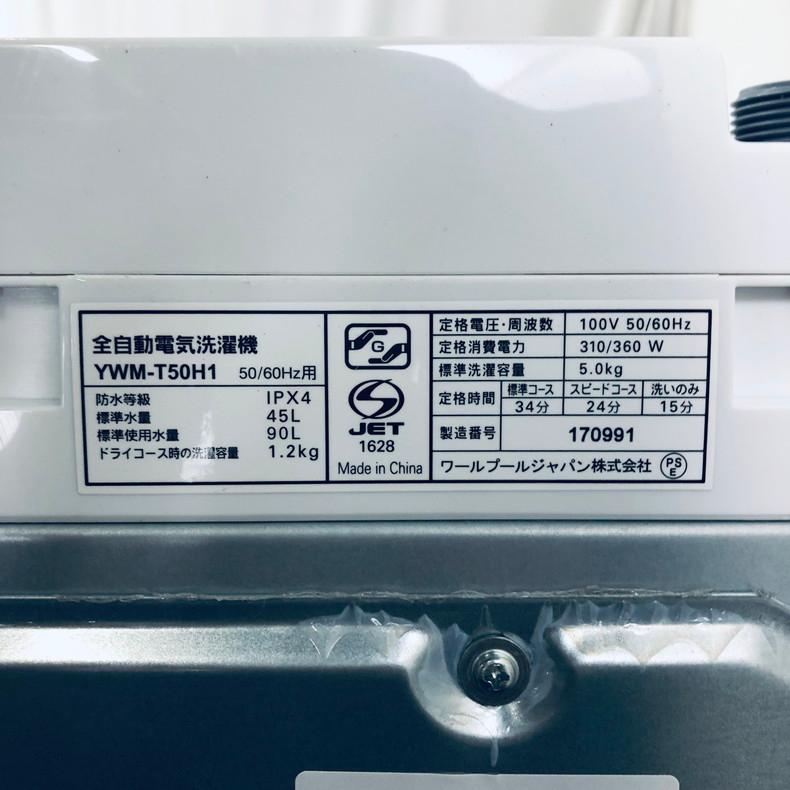 全自動電気洗濯機
YWM-T50H1 50/60Hz用
防水等級 IPX4
標準水量 45L
標準使用水量 90L
ドライコース時の洗濯容量 1.2kg
G
S
JET
1628
Made in China
定格電圧・周波数 100V 50/60Hz
定格消費電力 310/360 W
標準洗濯容量 5.0kg
定格時間 標準コース スピードコース 洗いのみ
34分 24分 15分
製造番号 170991
ワールプールジャパン株式会社 PS
E